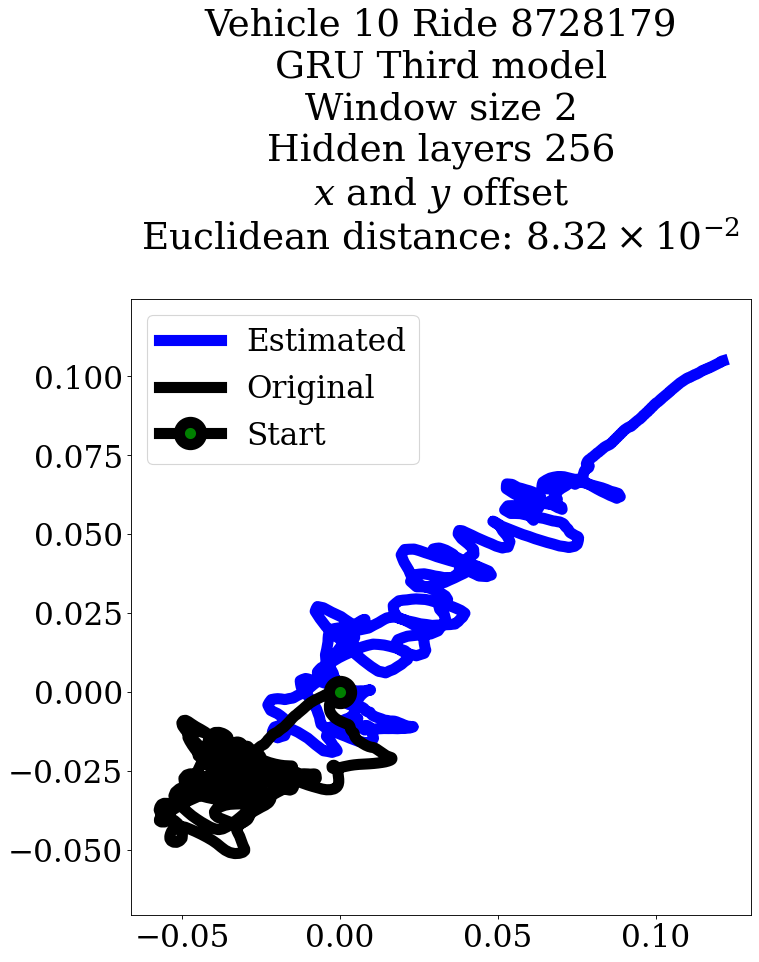 Vehicle 10 Ride 8728179
GRU Third model
Window size 2
Hidden layers 256
x and y offset
Euclidean distance: 8.32 × 10⁻²
Estimated
Original
Start
0.100
0.075
0.050
0.025
0.000
−0.025
−0.050
−0.05 0.00 0.05 0.10